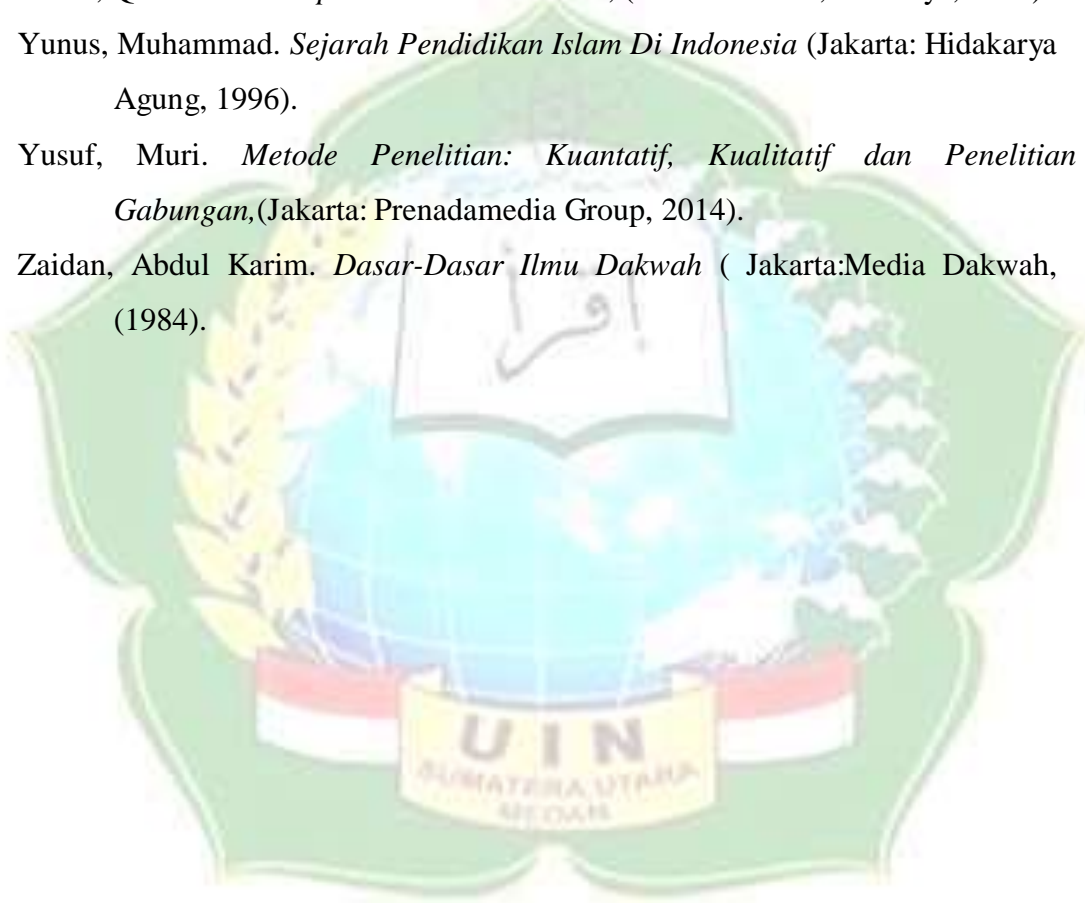 Yunus, Muhammad. Sejarah Pendidikan Islam Di Indonesia (Jakarta: Hidakarya
Agung, 1996).
Yusuf, Muri. Metode Penelitian: Kuantatif, Kualitatif dan Penelitian
Gabungan,(Jakarta: Prenadamedia Group, 2014).
Zaidan, Abdul Karim. Dasar-Dasar Ilmu Dakwah ( Jakarta:Media Dakwah,
(1984).
إقرأ
UIN
SUMATERA UTARA
MEDAN